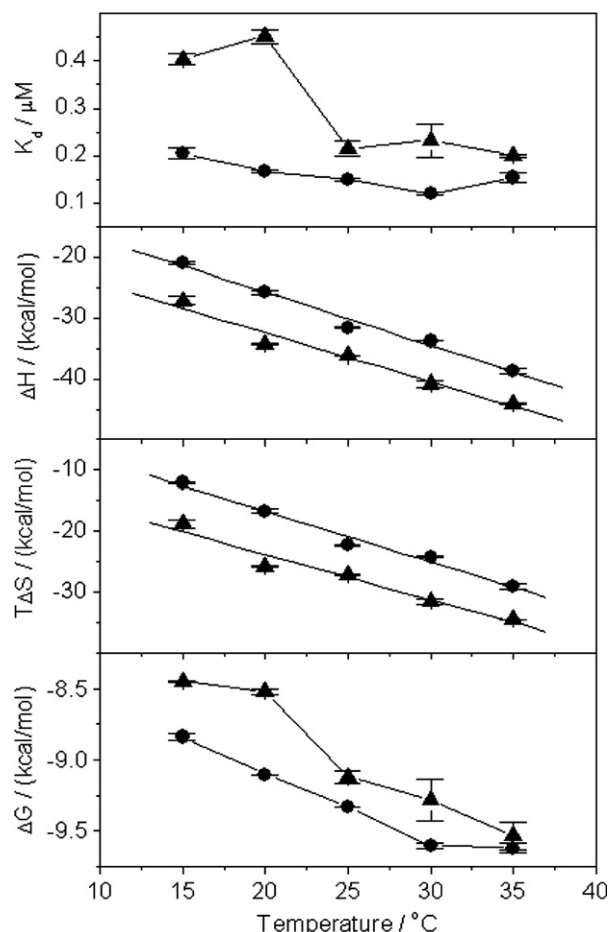 K_d / μM
0.4
0.3
0.2
0.1
ΔH / (kcal/mol)
-20
-30
-40
TΔS / (kcal/mol)
-10
-20
-30
ΔG / (kcal/mol)
-8.5
-9.0
-9.5
10 15 20 25 30 35 40
Temperature / °C